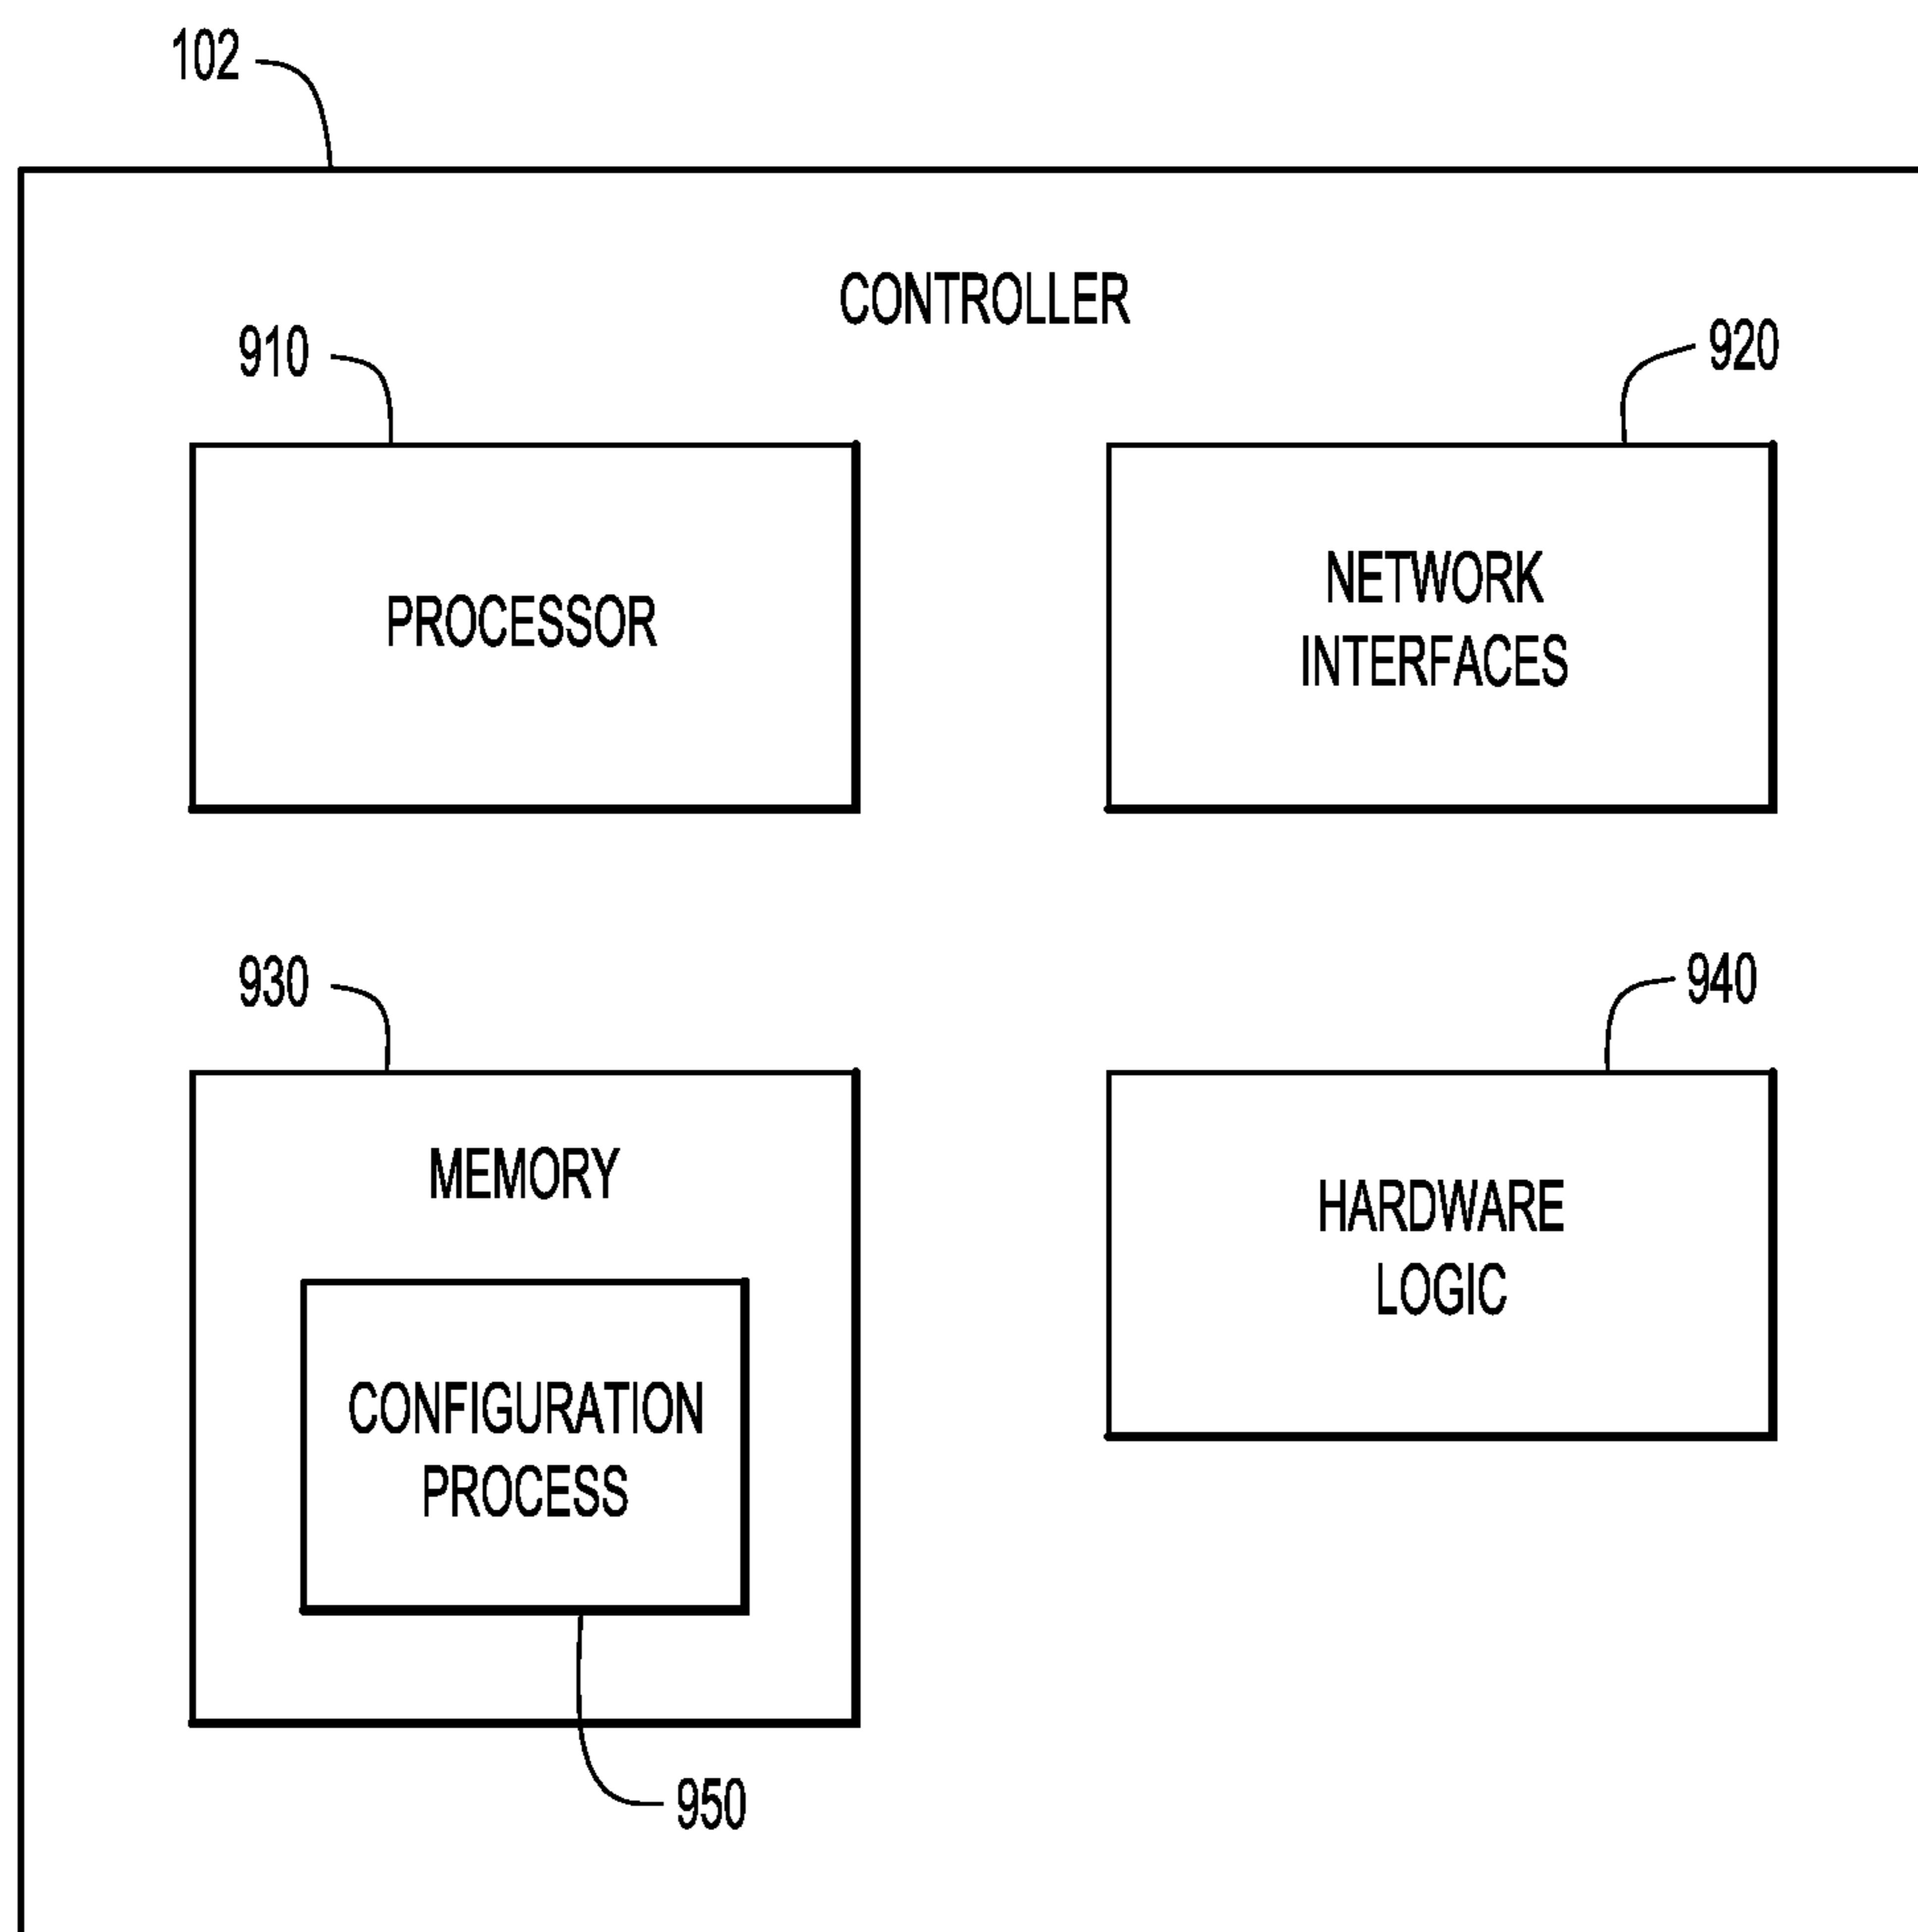 102
CONTROLLER
910
920
PROCESSOR
NETWORK
INTERFACES
930
940
MEMORY
HARDWARE
LOGIC
CONFIGURATION
PROCESS
950